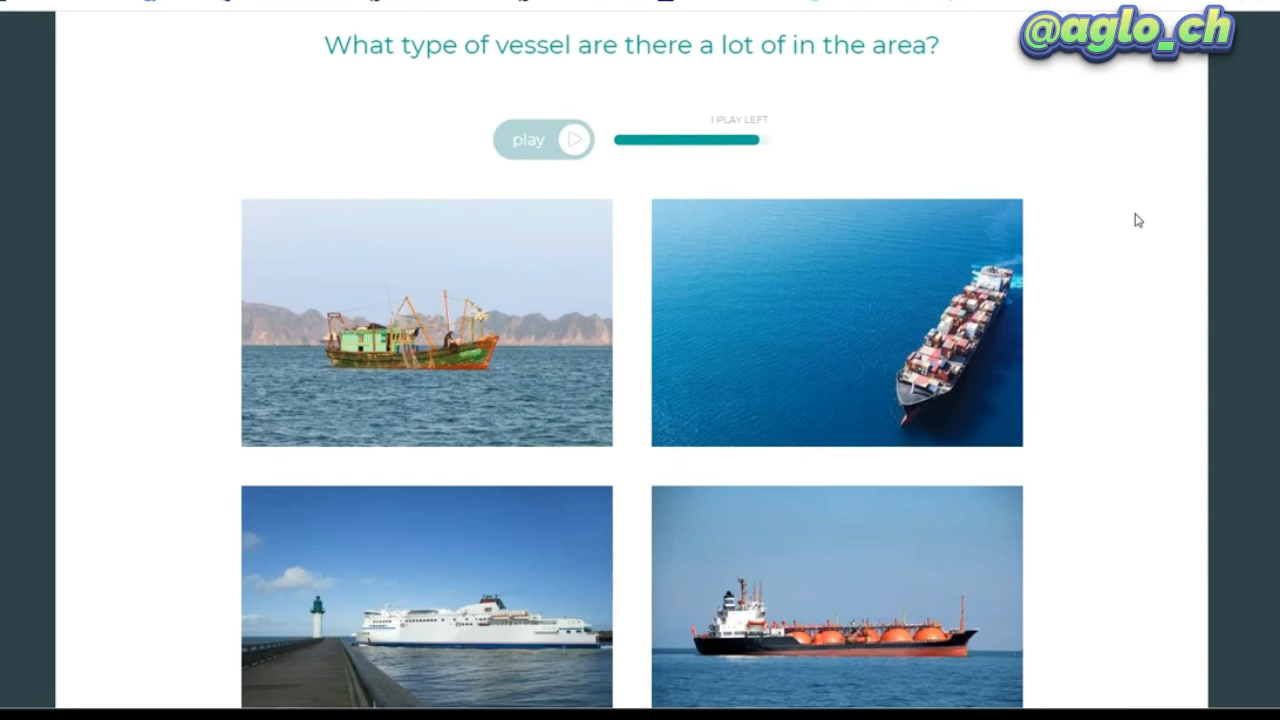 @aglo_ch
What type of vessel are there a lot of in the area?
1 PLAY LEFT
play